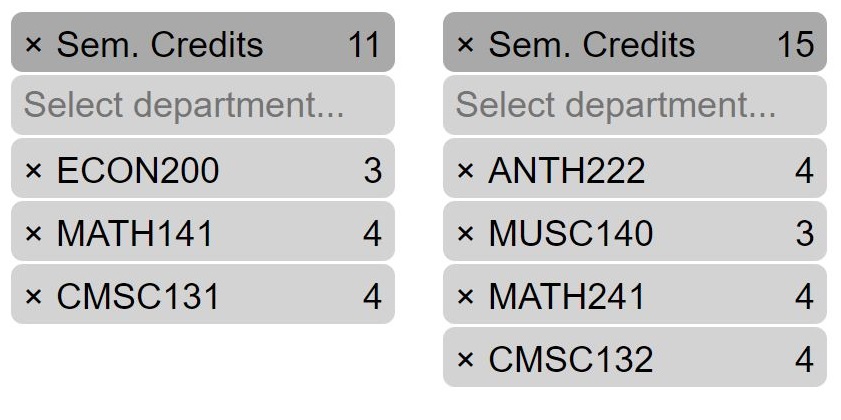 × Sem. Credits 11
Select department...
× ECON200 3
× MATH141 4
× CMSC131 4
× Sem. Credits 15
Select department...
× ANTH222 4
× MUSC140 3
× MATH241 4
× CMSC132 4